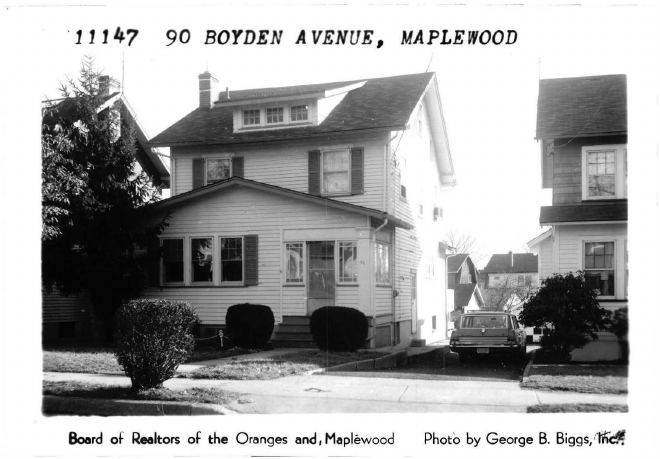 11147 90 BOYDEN AVENUE, MAPLEWOOD
Board of Realtors of the Oranges and, Maplewood Photo by George B. Biggs, Inc.